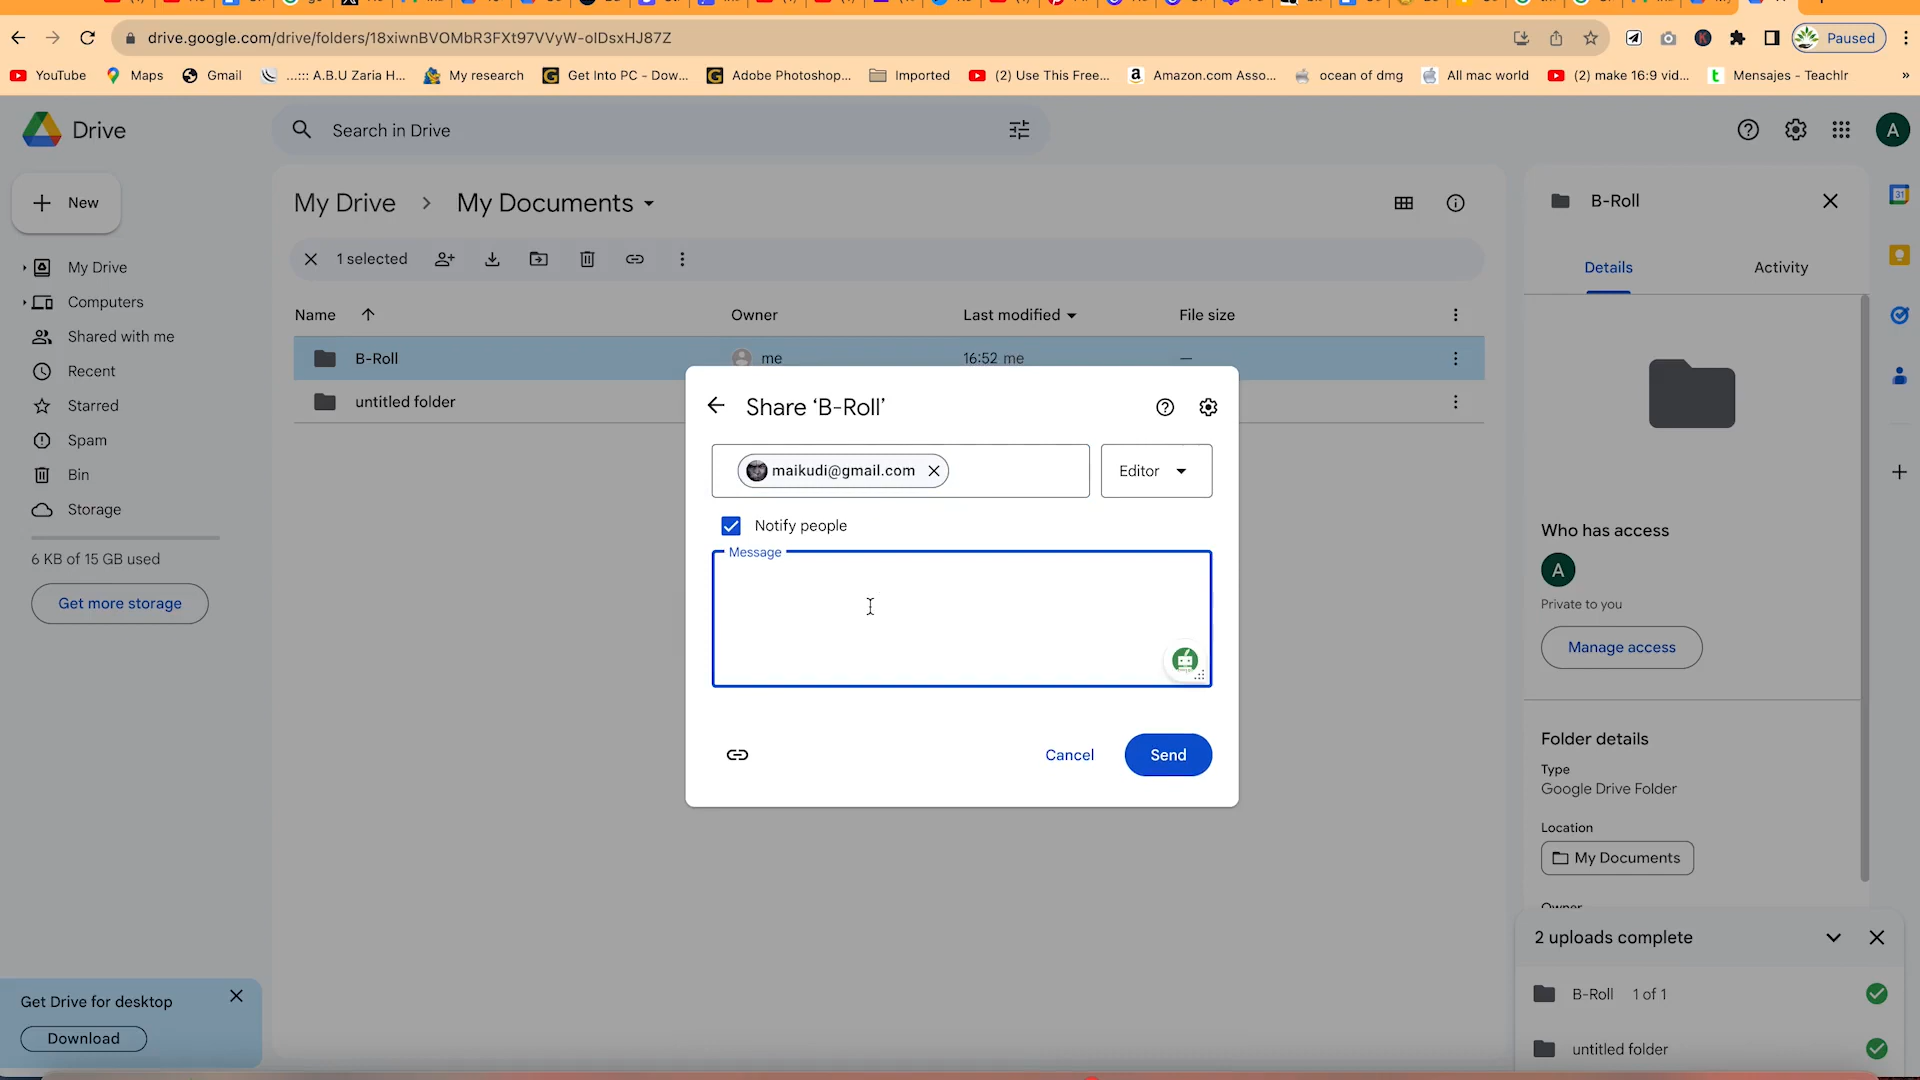 drive.google.com/drive/folders/18xiwnBVOMbR3FXt97VVyW-oIDsxHJ87Z
Paused
YouTube
Maps
Gmail
...::: A.B.U Zaria H...
My research
Get Into PC - Dow...
Adobe Photoshop...
Imported
(2) Use This Free...
Amazon.com Asso...
ocean of dmg
All mac world
(2) make 16:9 vid...
Mensajes - Teachlr
»
Drive
Search in Drive
A
New
My Drive
Computers
Shared with me
Recent
Starred
Spam
Bin
Storage
6 KB of 15 GB used
Get more storage
Get Drive for desktop
Download
My Drive > My Documents
1 selected
Name
Owner
Last modified
File size
B-Roll
me
16:52 me
—
untitled folder
Share ‘B-Roll’
maikudi@gmail.com
Editor
Notify people
Message
Cancel
Send
B-Roll
Details
Activity
Who has access
A
Private to you
Manage access
Folder details
Type
Google Drive Folder
Location
My Documents
Owner
2 uploads complete
B-Roll 1 of 1
untitled folder
31